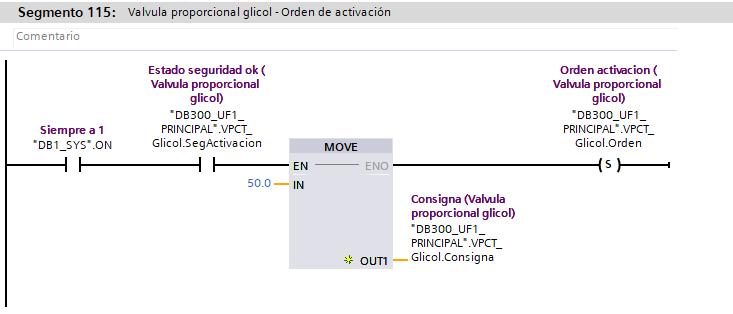 Segmento 115: Valvula proporcional glicol - Orden de activación
Comentario
Estado seguridad ok (
Valvula proporcional
glicol)
"DB300_UF1_
PRINCIPAL".VPCT_
Glicol.SegActivacion
Siempre a 1
"DB1_SYS".ON
Orden activacion (
Valvula proporcional
glicol)
"DB300_UF1_
PRINCIPAL".VPCT_
Glicol.Orden
S
MOVE
EN ENO
50.0 IN
OUT1
Consigna (Valvula
proporcional glicol)
"DB300_UF1_
PRINCIPAL".VPCT_
Glicol.Consigna